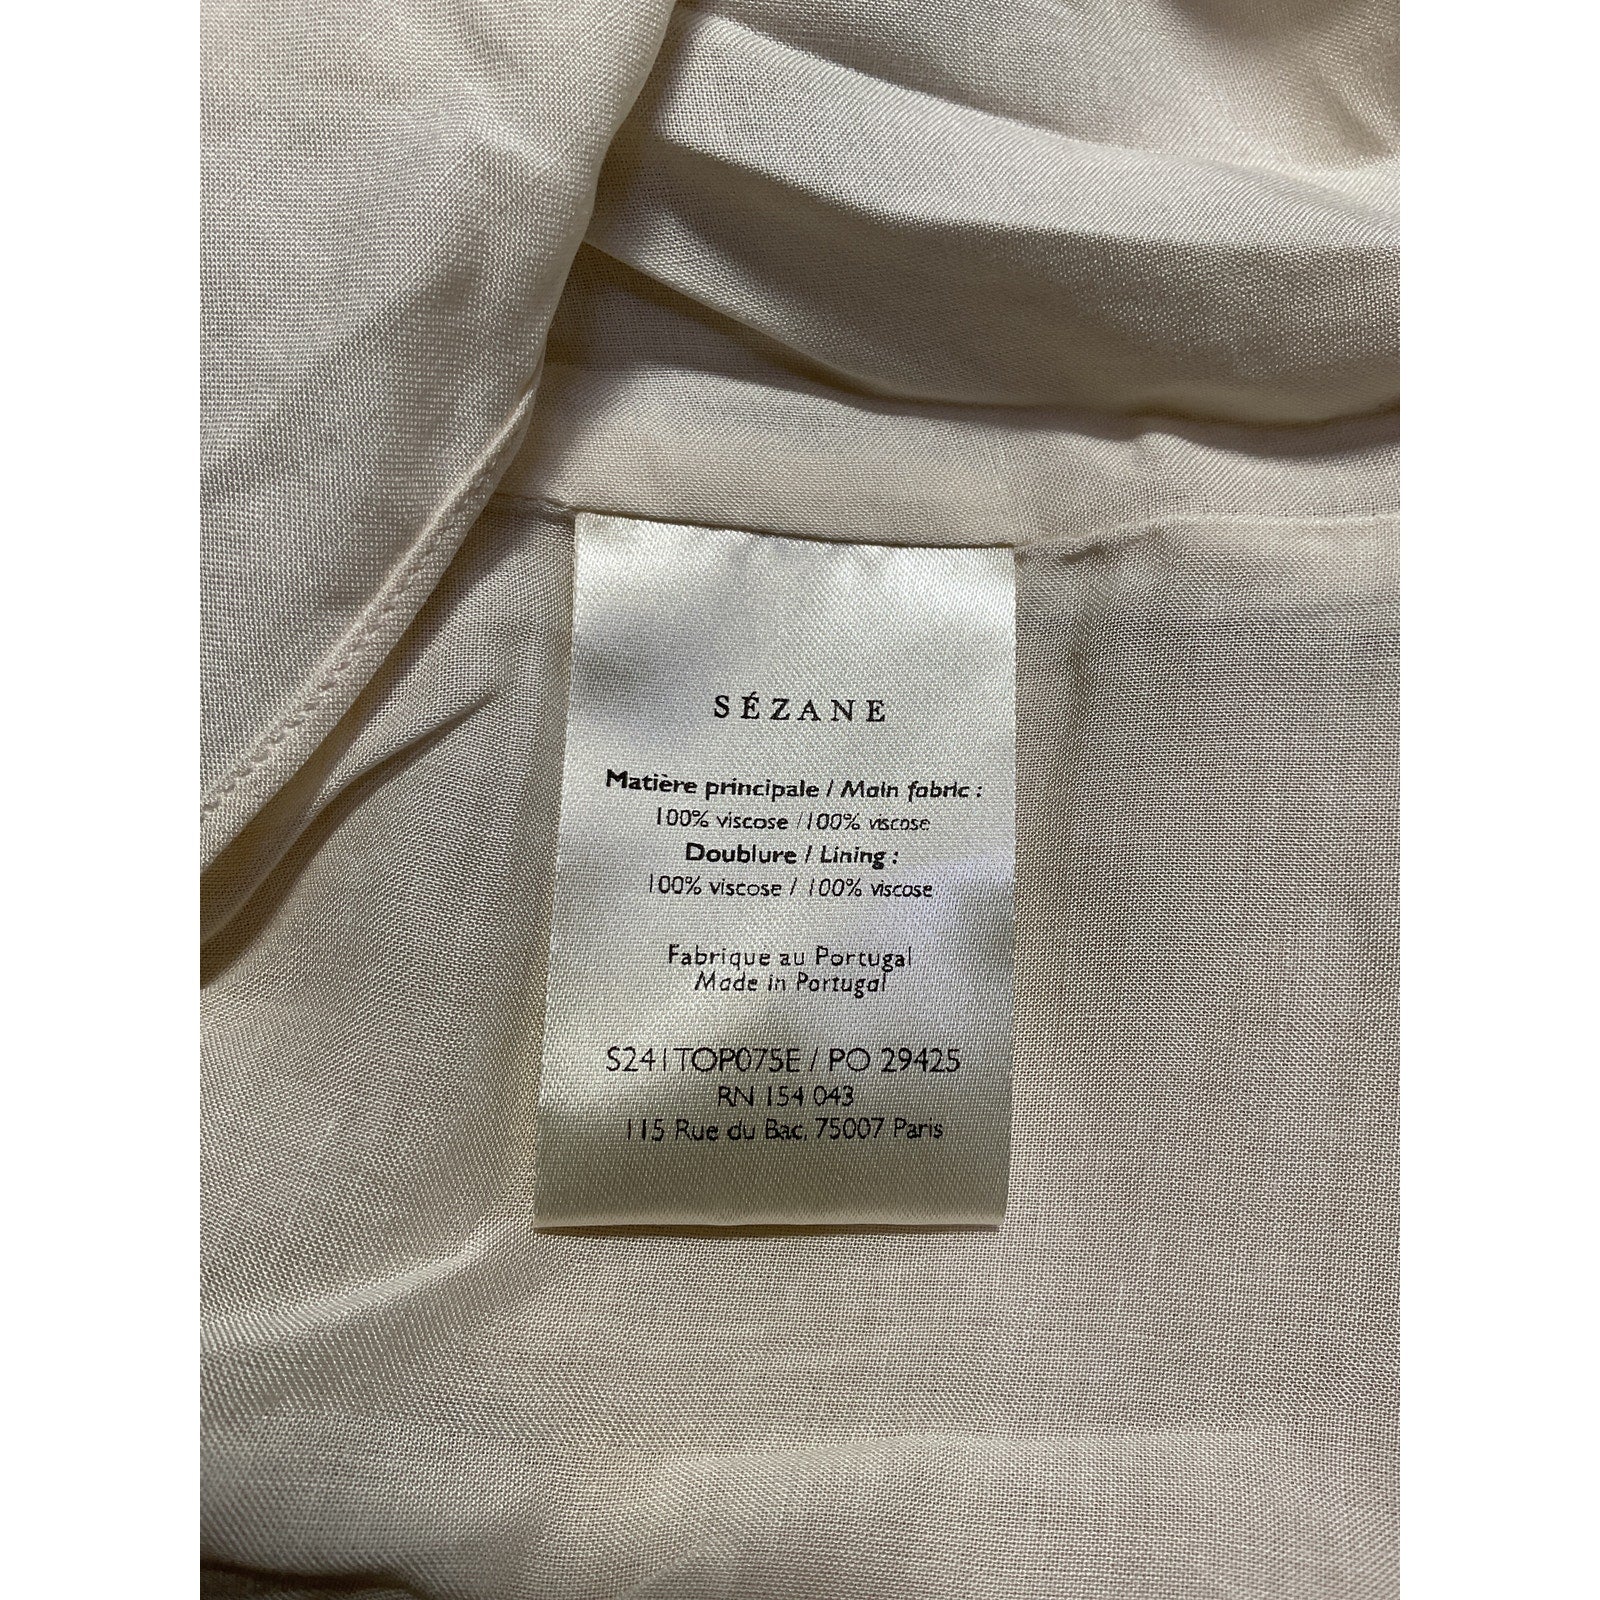 SÉZANE
Matière principale / Main fabric :
100% viscose / 100% viscose
Doublure / Lining :
100% viscose / 100% viscose
Fabrique au Portugal
Made in Portugal
S241TOP075E / PO 29425
RN 154 043
115 Rue du Bac, 75007 Paris